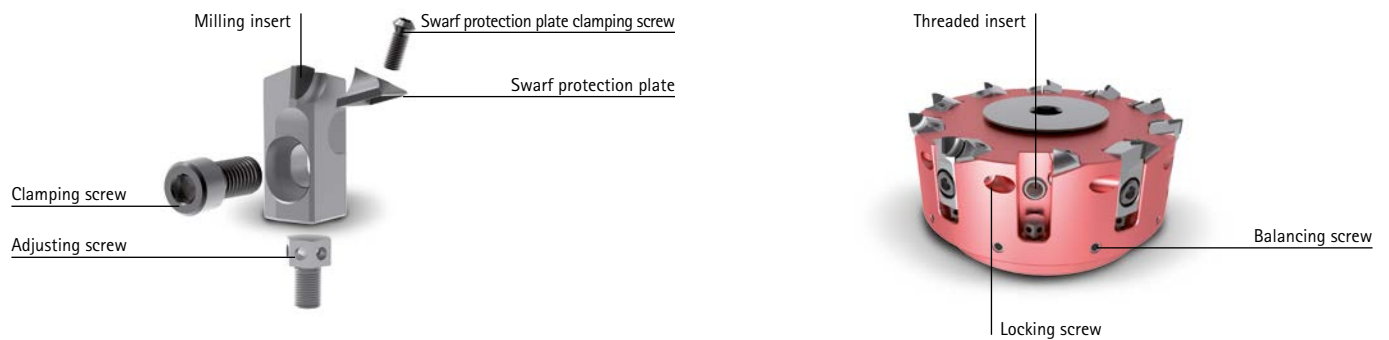 Milling insert
Swarf protection plate clamping screw
Swarf protection plate
Clamping screw
Adjusting screw
Threaded insert
Balancing screw
Locking screw